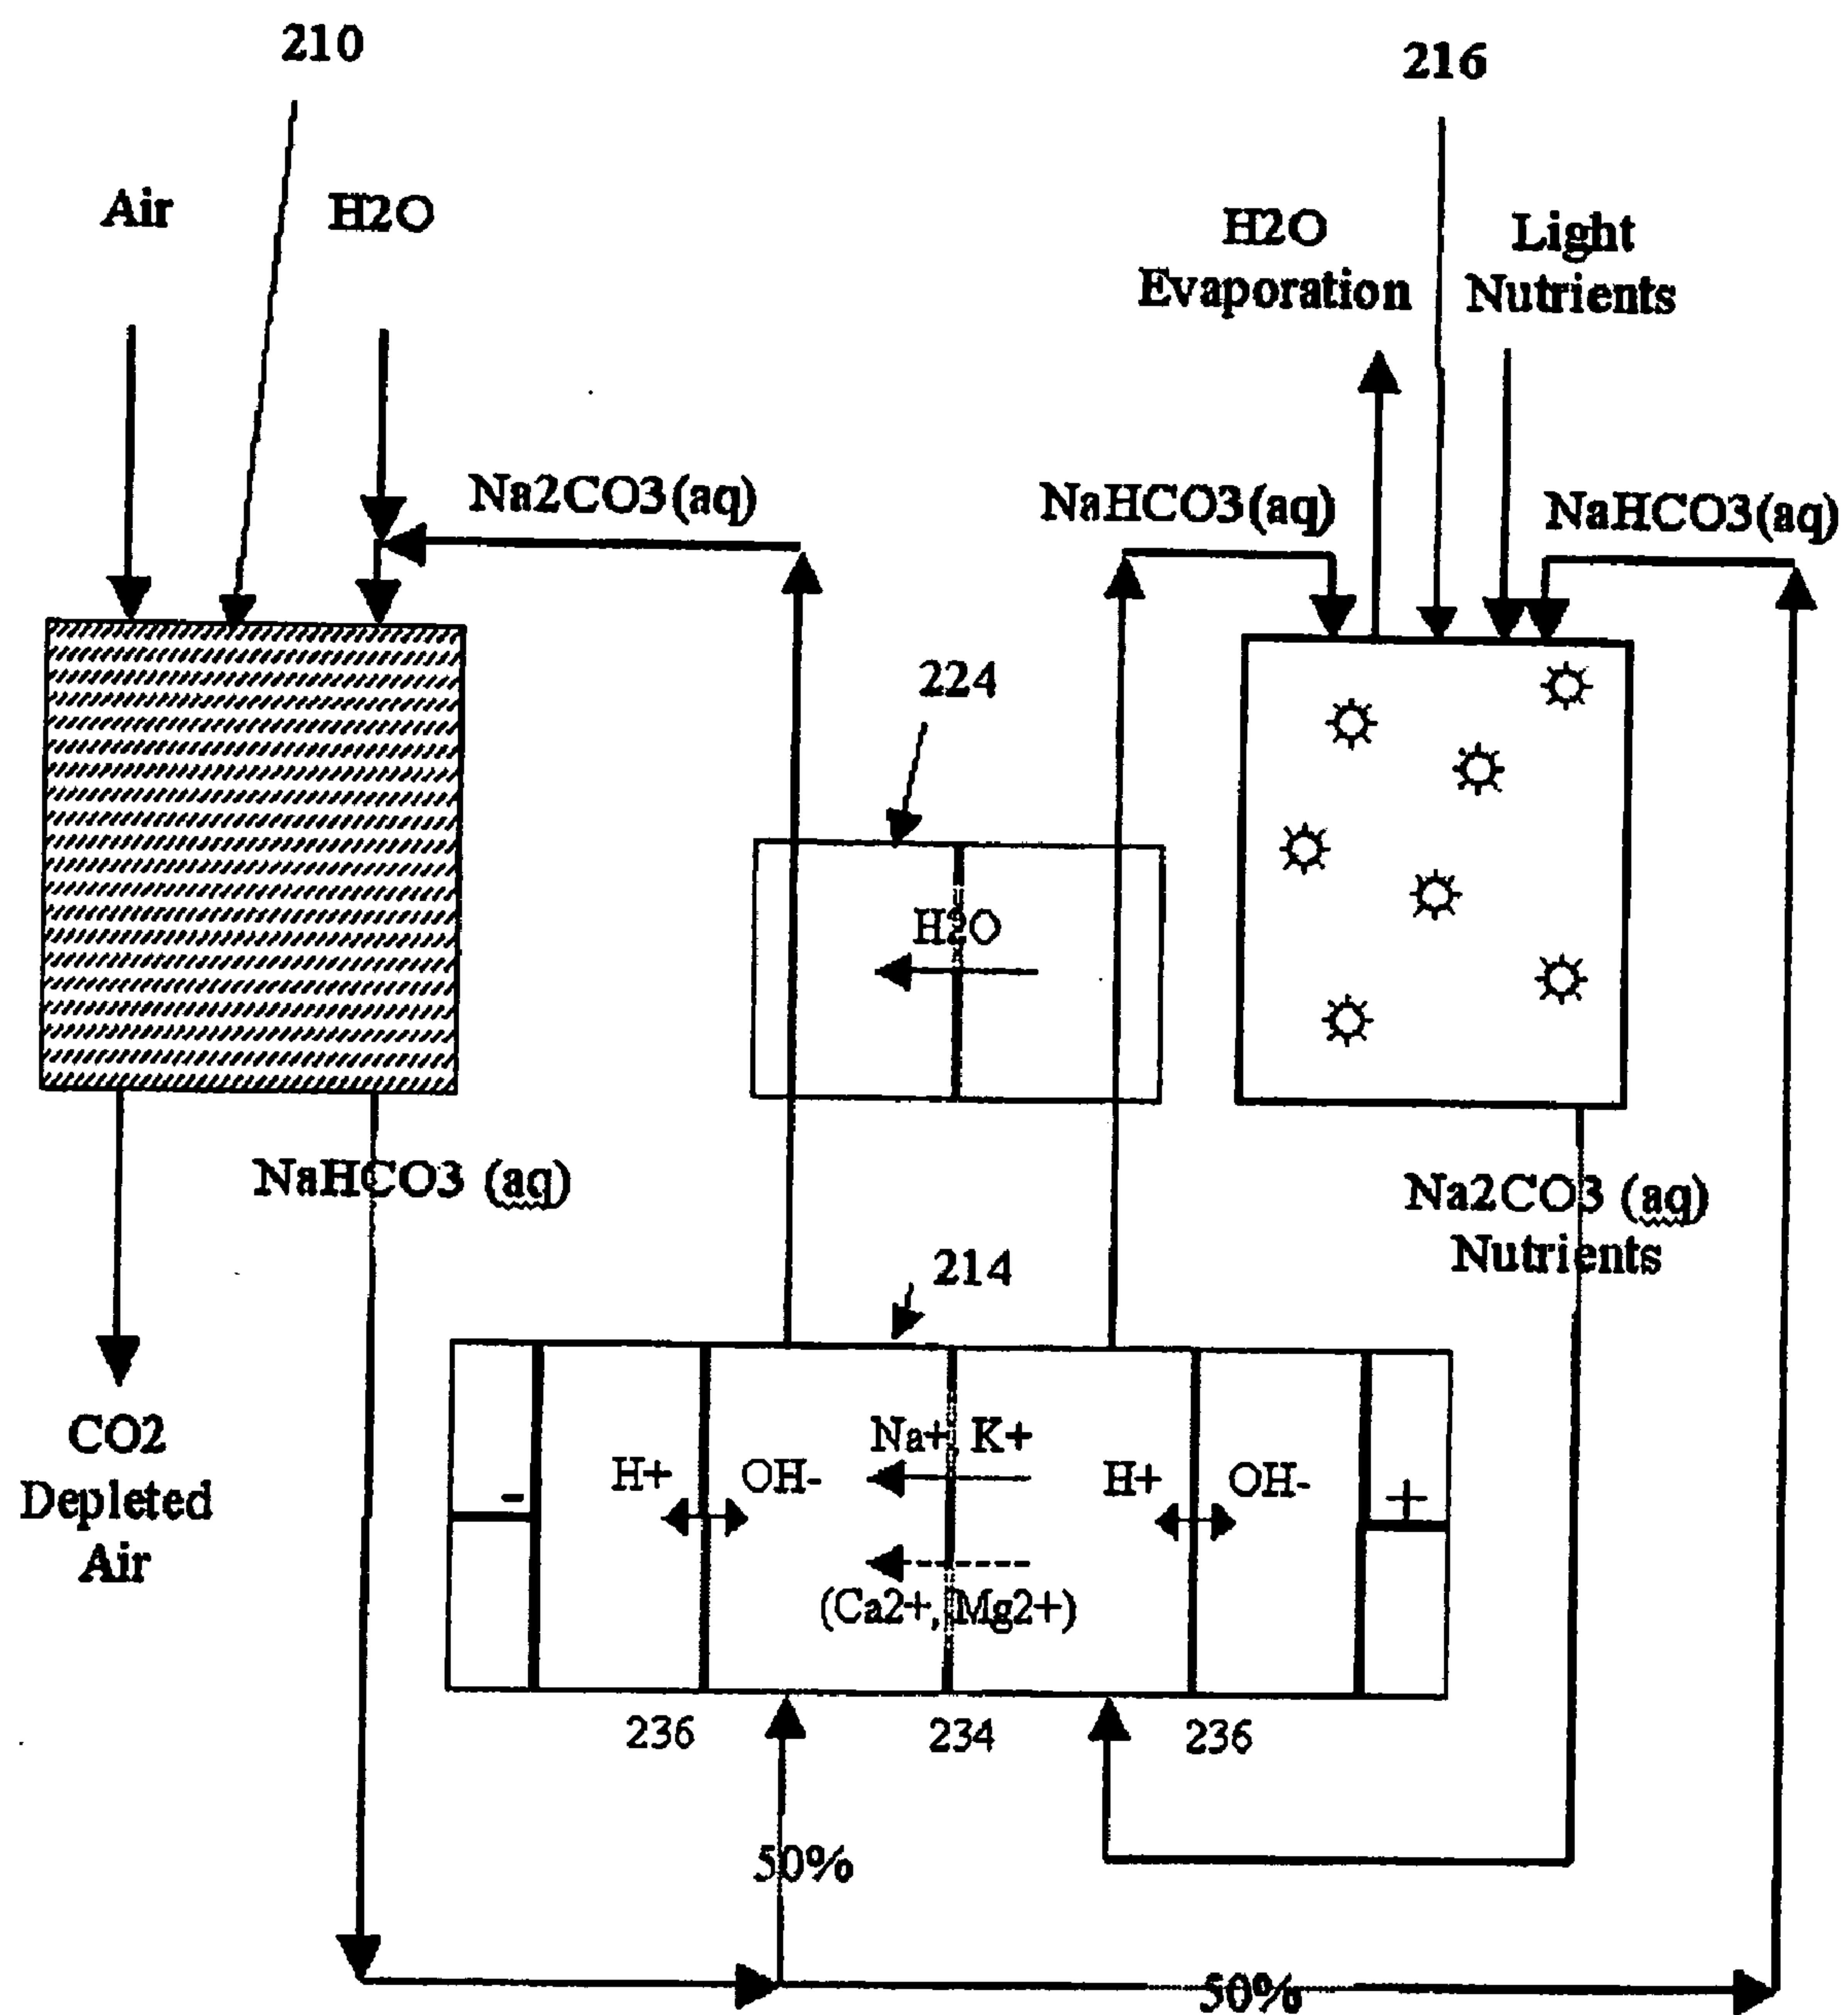 210
216
Air
H2O
H2O
Evaporation
Light
Nutrients
Na2CO3(aq)
NaHCO3(aq)
NaHCO3(aq)
224
H2O
NaHCO3 (aq)
Na2CO3 (aq)
Nutrients
214
CO2
Depleted
Air
-
H+
OH-
Na+, K+
H+
OH-
+
(Ca2+, Mg2+)
236
234
236
50%
50%